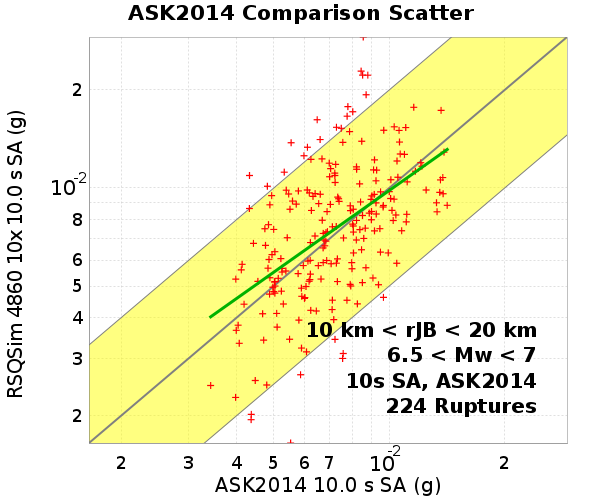 ASK2014 Comparison Scatter
RSQSim 4860 10x 10.0 s SA (g)
2
10-2
8
6
5
4
3
2
10 km < rJB < 20 km
6.5 < Mw < 7
10s SA, ASK2014
224 Ruptures
2 3 4 5 6 7 10-2 2
ASK2014 10.0 s SA (g)